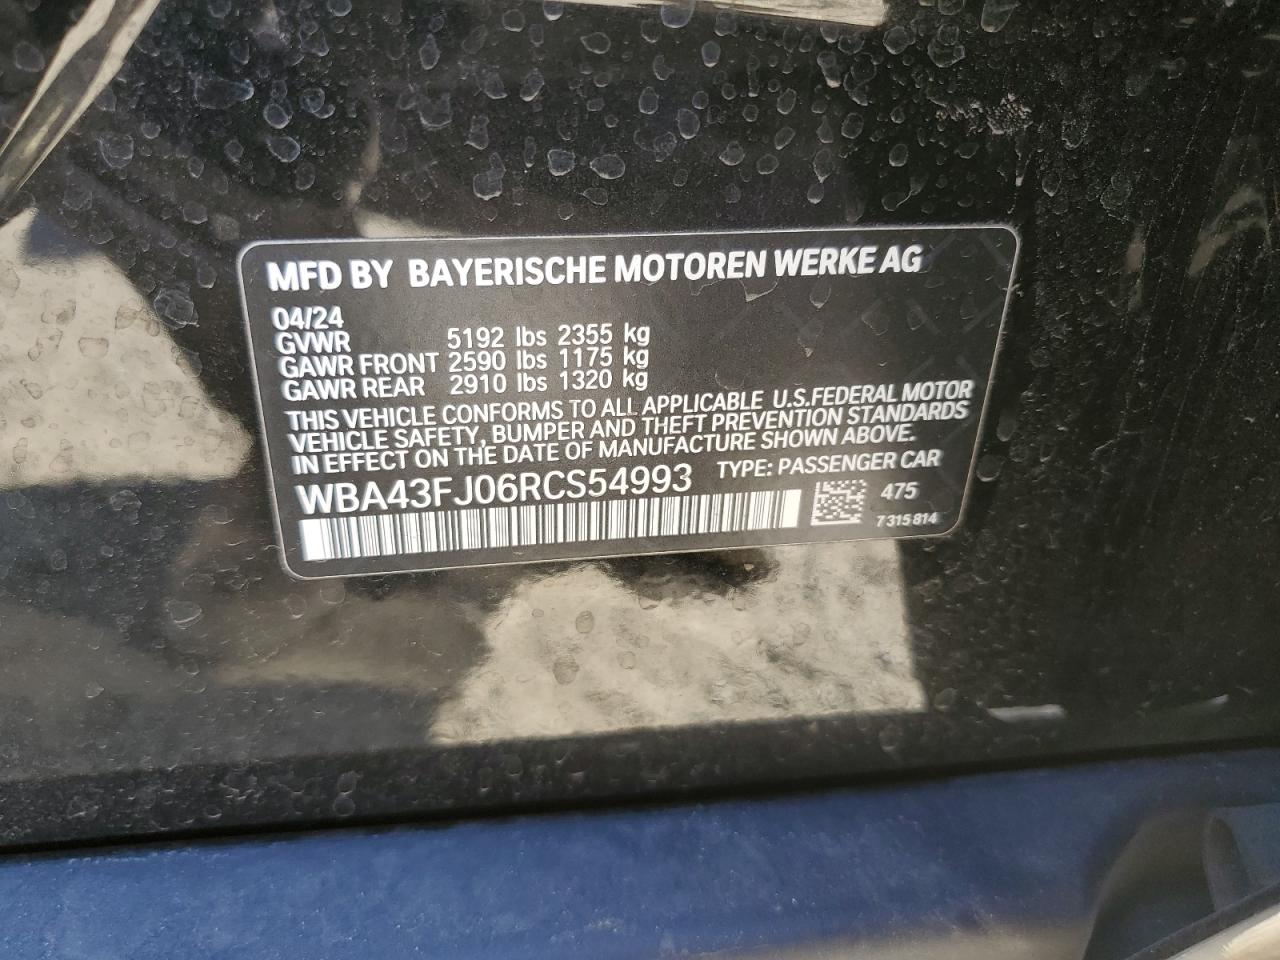 MFD BY BAYERISCHE MOTOREN WERKE AG
04/24
GVWR 5192 lbs 2355 kg
GAWR FRONT 2590 lbs 1175 kg
GAWR REAR 2910 lbs 1320 kg
THIS VEHICLE CONFORMS TO ALL APPLICABLE U.S.FEDERAL MOTOR
VEHICLE SAFETY, BUMPER AND THEFT PREVENTION STANDARDS
IN EFFECT ON THE DATE OF MANUFACTURE SHOWN ABOVE.
WBA43FJ06RCS54993 TYPE: PASSENGER CAR
475
7 315 814